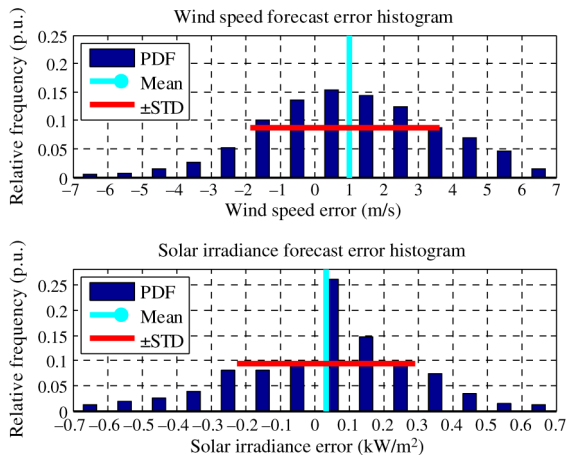 Wind speed forecast error histogram
Relative frequency (p.u.)
0.25
0.2
0.15
0.1
0.05
0
PDF
Mean
±STD
−7 −6 −5 −4 −3 −2 −1 0 1 2 3 4 5 6 7
Wind speed error (m/s)
Solar irradiance forecast error histogram
Relative frequency (p.u.)
0.25
0.2
0.15
0.1
0.05
0
PDF
Mean
±STD
−0.7 −0.6 −0.5 −0.4 −0.3 −0.2 −0.1 0 0.1 0.2 0.3 0.4 0.5 0.6 0.7
Solar irradiance error (kW/m²)